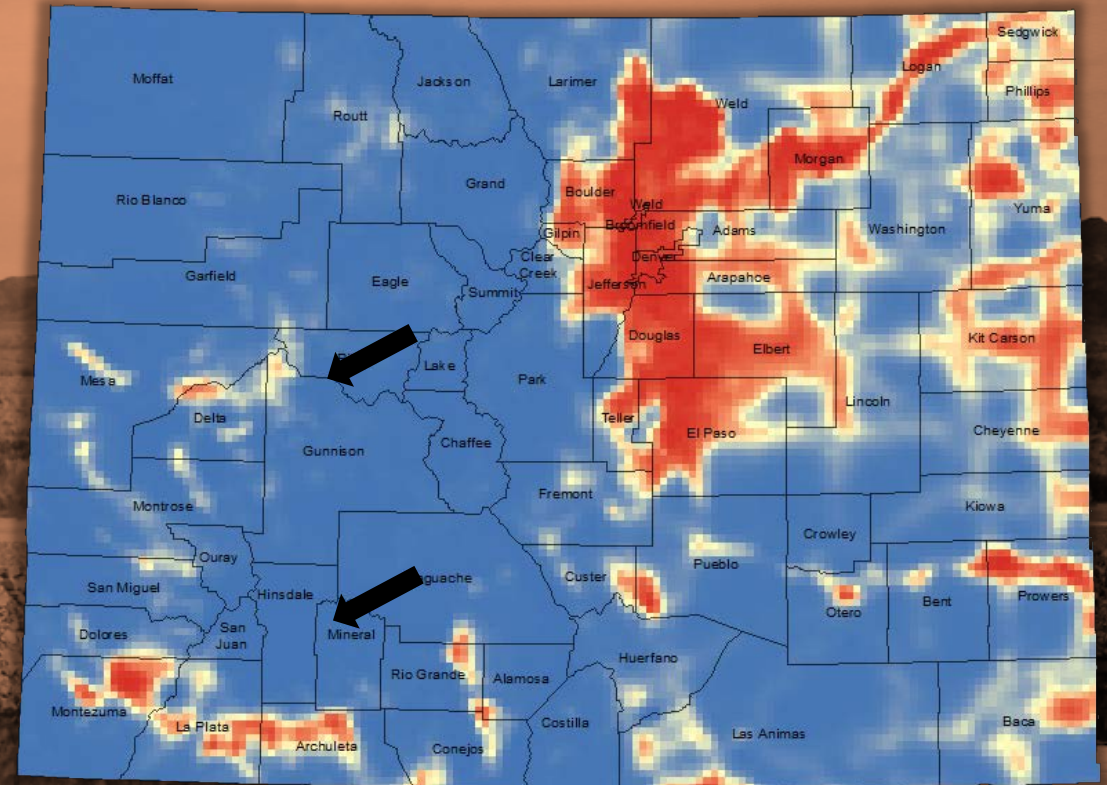 Sedgwick
Logan
Moffat
Jackson
Larimer
Phillips
Weld
Routt
Morgan
Grand
Boulder
Rio Blanco
Weld
Yuma
Broomfield
Adams
Washington
Gilpin
Clear
Creek
Denver
Garfield
Eagle
Arapahoe
Summit
Jefferson
Douglas
Kit Carson
Elbert
Lake
Park
Mesa
Lincoln
Delta
Teller
Cheyenne
El Paso
Chaffee
Gunnison
Fremont
Montrose
Kiowa
Crowley
Ouray
Pueblo
Custer
guache
San Miguel
Hinsdale
Prowers
Bent
Otero
San
Juan
Dolores
Mineral
Huerfano
Rio Grande
Alamosa
Montezuma
La Plata
Costilla
Baca
Las Animas
Archuleta
Conejos